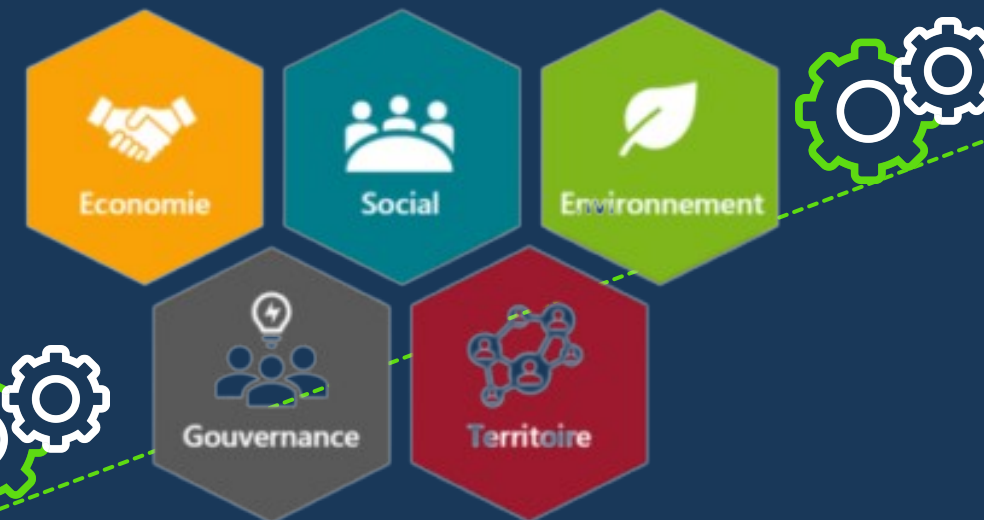 Economie
Social
Environnement
Gouvernance
Territoire